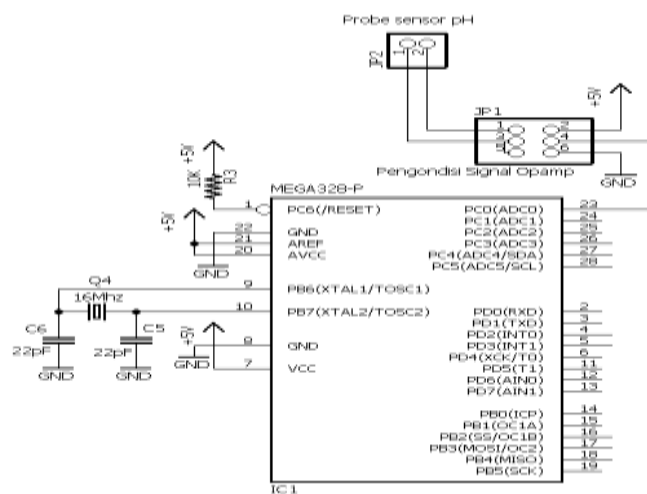 Probe sensor pH
1 2
JP2
+5V
JP1
1 2
3 4
5 6
Pengondisi Signal Opamp
GND
+5V
10K
R3
MEGA328-P
1 PC6(/RESET)
PC0(ADC0) 23
+5V
PC1(ADC1) 24
22 GND
PC2(ADC2) 25
21 AREF
PC3(ADC3) 26
20 AVCC
PC4(ADC4/SDA) 27
GND
PC5(ADC5/SCL) 28
Q4
9 PB6(XTAL1/TOSC1)
16Mhz
10 PB7(XTAL2/TOSC2)
PD0(RXD) 2
PD1(TXD) 3
C6
22pF
C5
22pF
+5V
PD2(INT0) 4
GND
8 GND
PD3(INT1) 5
PD4(XCK/T0) 6
GND
GND
7 VCC
PD5(T1) 11
PD6(AIN0) 12
PD7(AIN1) 13
PB0(ICP) 14
PB1(OC1A) 15
PB2(SS/OC1B) 16
PB3(MOSI/OC2) 17
PB4(MISO) 18
PB5(SCK) 19
IC1